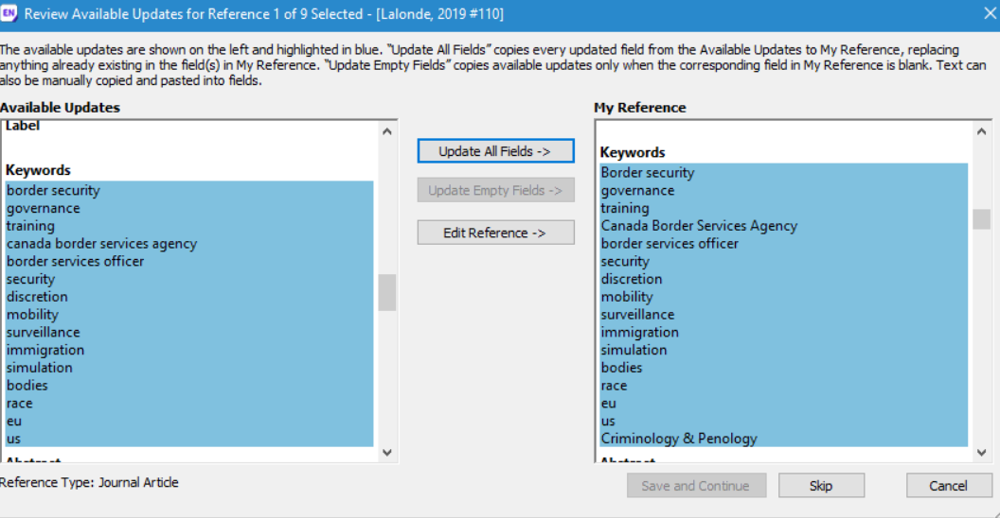 EN Review Available Updates for Reference 1 of 9 Selected - [Lalonde, 2019 #110]
The available updates are shown on the left and highlighted in blue. "Update All Fields" copies every updated field from the Available Updates to My Reference, replacing
anything already existing in the field(s) in My Reference. "Update Empty Fields" copies available updates only when the corresponding field in My Reference is blank. Text can
also be manually copied and pasted into fields.
Available Updates
Label
Keywords
border security
governance
training
canada border services agency
border services officer
security
discretion
mobility
surveillance
immigration
simulation
bodies
race
eu
us
Abstract
Update All Fields ->
Update Empty Fields ->
Edit Reference ->
My Reference
Keywords
Border security
governance
training
Canada Border Services Agency
border services officer
security
discretion
mobility
surveillance
immigration
simulation
bodies
race
eu
us
Criminology & Penology
Abstract
Reference Type: Journal Article
Save and Continue
Skip
Cancel